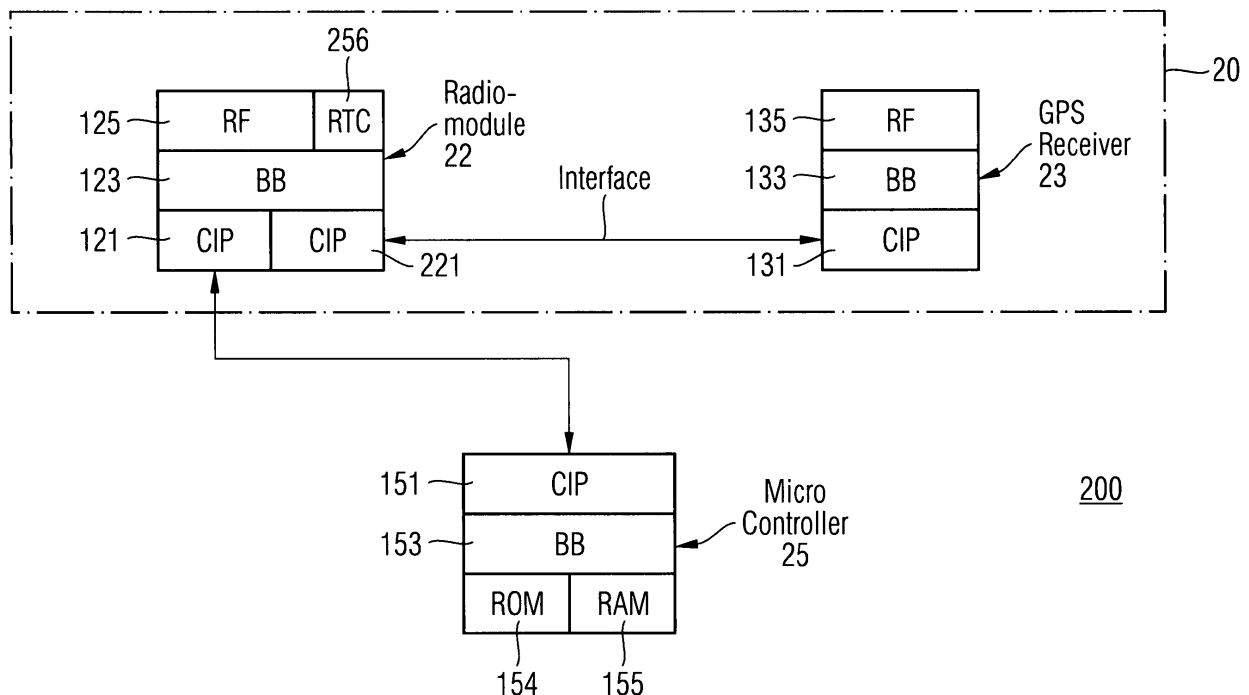 256
20
125
RF
RTC
Radio-
module
22
123
BB
121
CIP
CIP
221
Interface
135
RF
GPS
Receiver
23
133
BB
131
CIP
151
CIP
153
BB
Micro
Controller
25
ROM
RAM
154
155
200